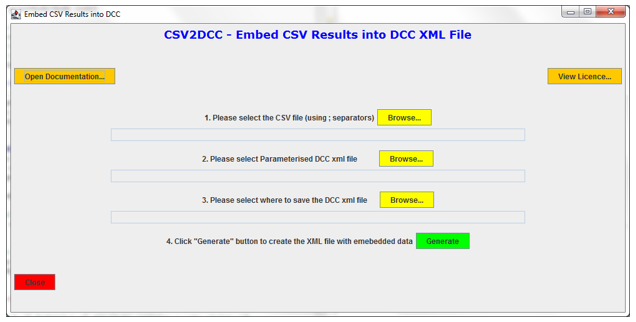 Embed CSV Results into DCC
CSV2DCC - Embed CSV Results into DCC XML File
Open Documentation...
View Licence...
1. Please select the CSV file (using ; separators) Browse...
2. Please select Parameterised DCC xml file Browse...
3. Please select where to save the DCC xml file Browse...
4. Click "Generate" button to create the XML file with emebedded data Generate
Close